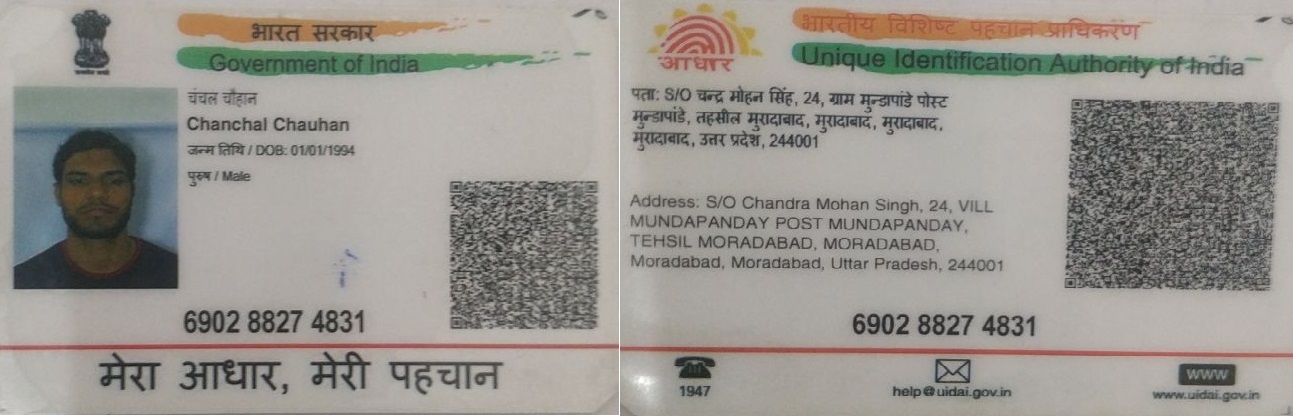 भारत सरकार
Government of India
चंचल चौहान
Chanchal Chauhan
जन्म तिथि / DOB: 01/01/1994
पुरुष / Male
6902 8827 4831
मेरा आधार, मेरी पहचान
भारतीय विशिष्ट पहचान प्राधिकरण
Unique Identification Authority of India
आधार
पता: S/O चन्द्र मोहन सिंह, 24, ग्राम मुन्डापांडे पोस्ट
मुन्डापांडे, तहसील मुरादाबाद, मुरादाबाद, मुरादाबाद,
मुरादाबाद, उत्तर प्रदेश, 244001
Address: S/O Chandra Mohan Singh, 24, VILL
MUNDAPANDAY POST MUNDAPANDAY,
TEHSIL MORADABAD, MORADABAD,
Moradabad, Moradabad, Uttar Pradesh, 244001
6902 8827 4831
1947
help@uidai.gov.in
WWW
www.uidai.gov.in